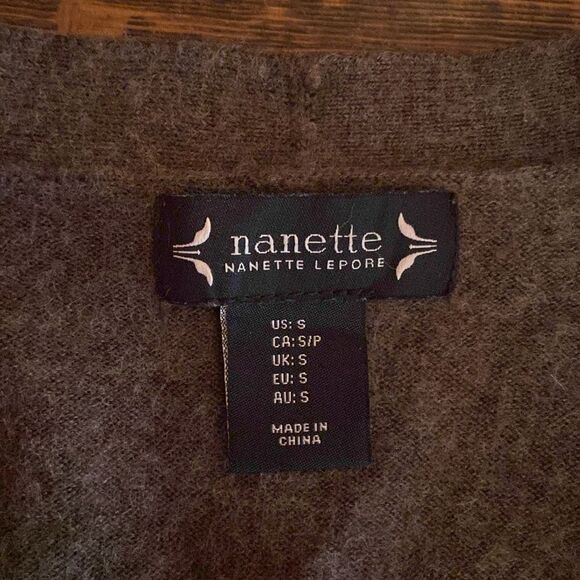 nanette
NANETTE LEPORE
US: S
CA: S/P
UK: S
EU: S
AU: S
MADE IN
CHINA